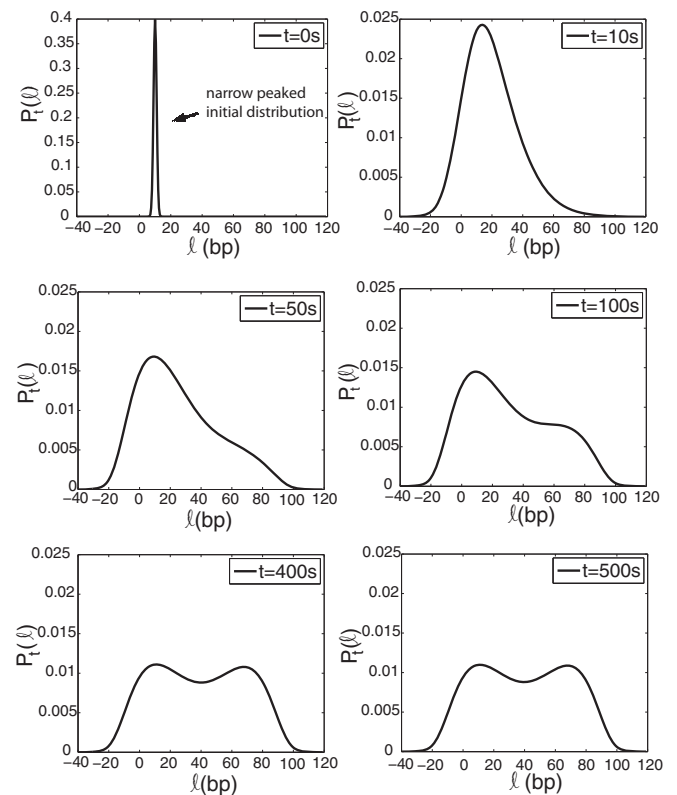 0.4
0.35
0.3
0.25
0.2
0.15
0.1
0.05
0
P_t(ℓ)
t=0s
narrow peaked
initial distribution
−40 −20 0 20 40 60 80 100 120
ℓ (bp)
0.025
0.02
0.015
0.01
0.005
0
P_t(ℓ)
t=10s
−40 −20 0 20 40 60 80 100 120
ℓ (bp)
0.025
0.02
0.015
0.01
0.005
0
P_t(ℓ)
t=50s
−40 −20 0 20 40 60 80 100 120
ℓ(bp)
0.025
0.02
0.015
0.01
0.005
0
P_t(ℓ)
t=100s
−40 −20 0 20 40 60 80 100 120
ℓ (bp)
0.025
0.02
0.015
0.01
0.005
0
P_t(ℓ)
t=400s
−40 −20 0 20 40 60 80 100 120
ℓ(bp)
0.025
0.02
0.015
0.01
0.005
0
P_t(ℓ)
t=500s
−40 −20 0 20 40 60 80 100 120
ℓ (bp)